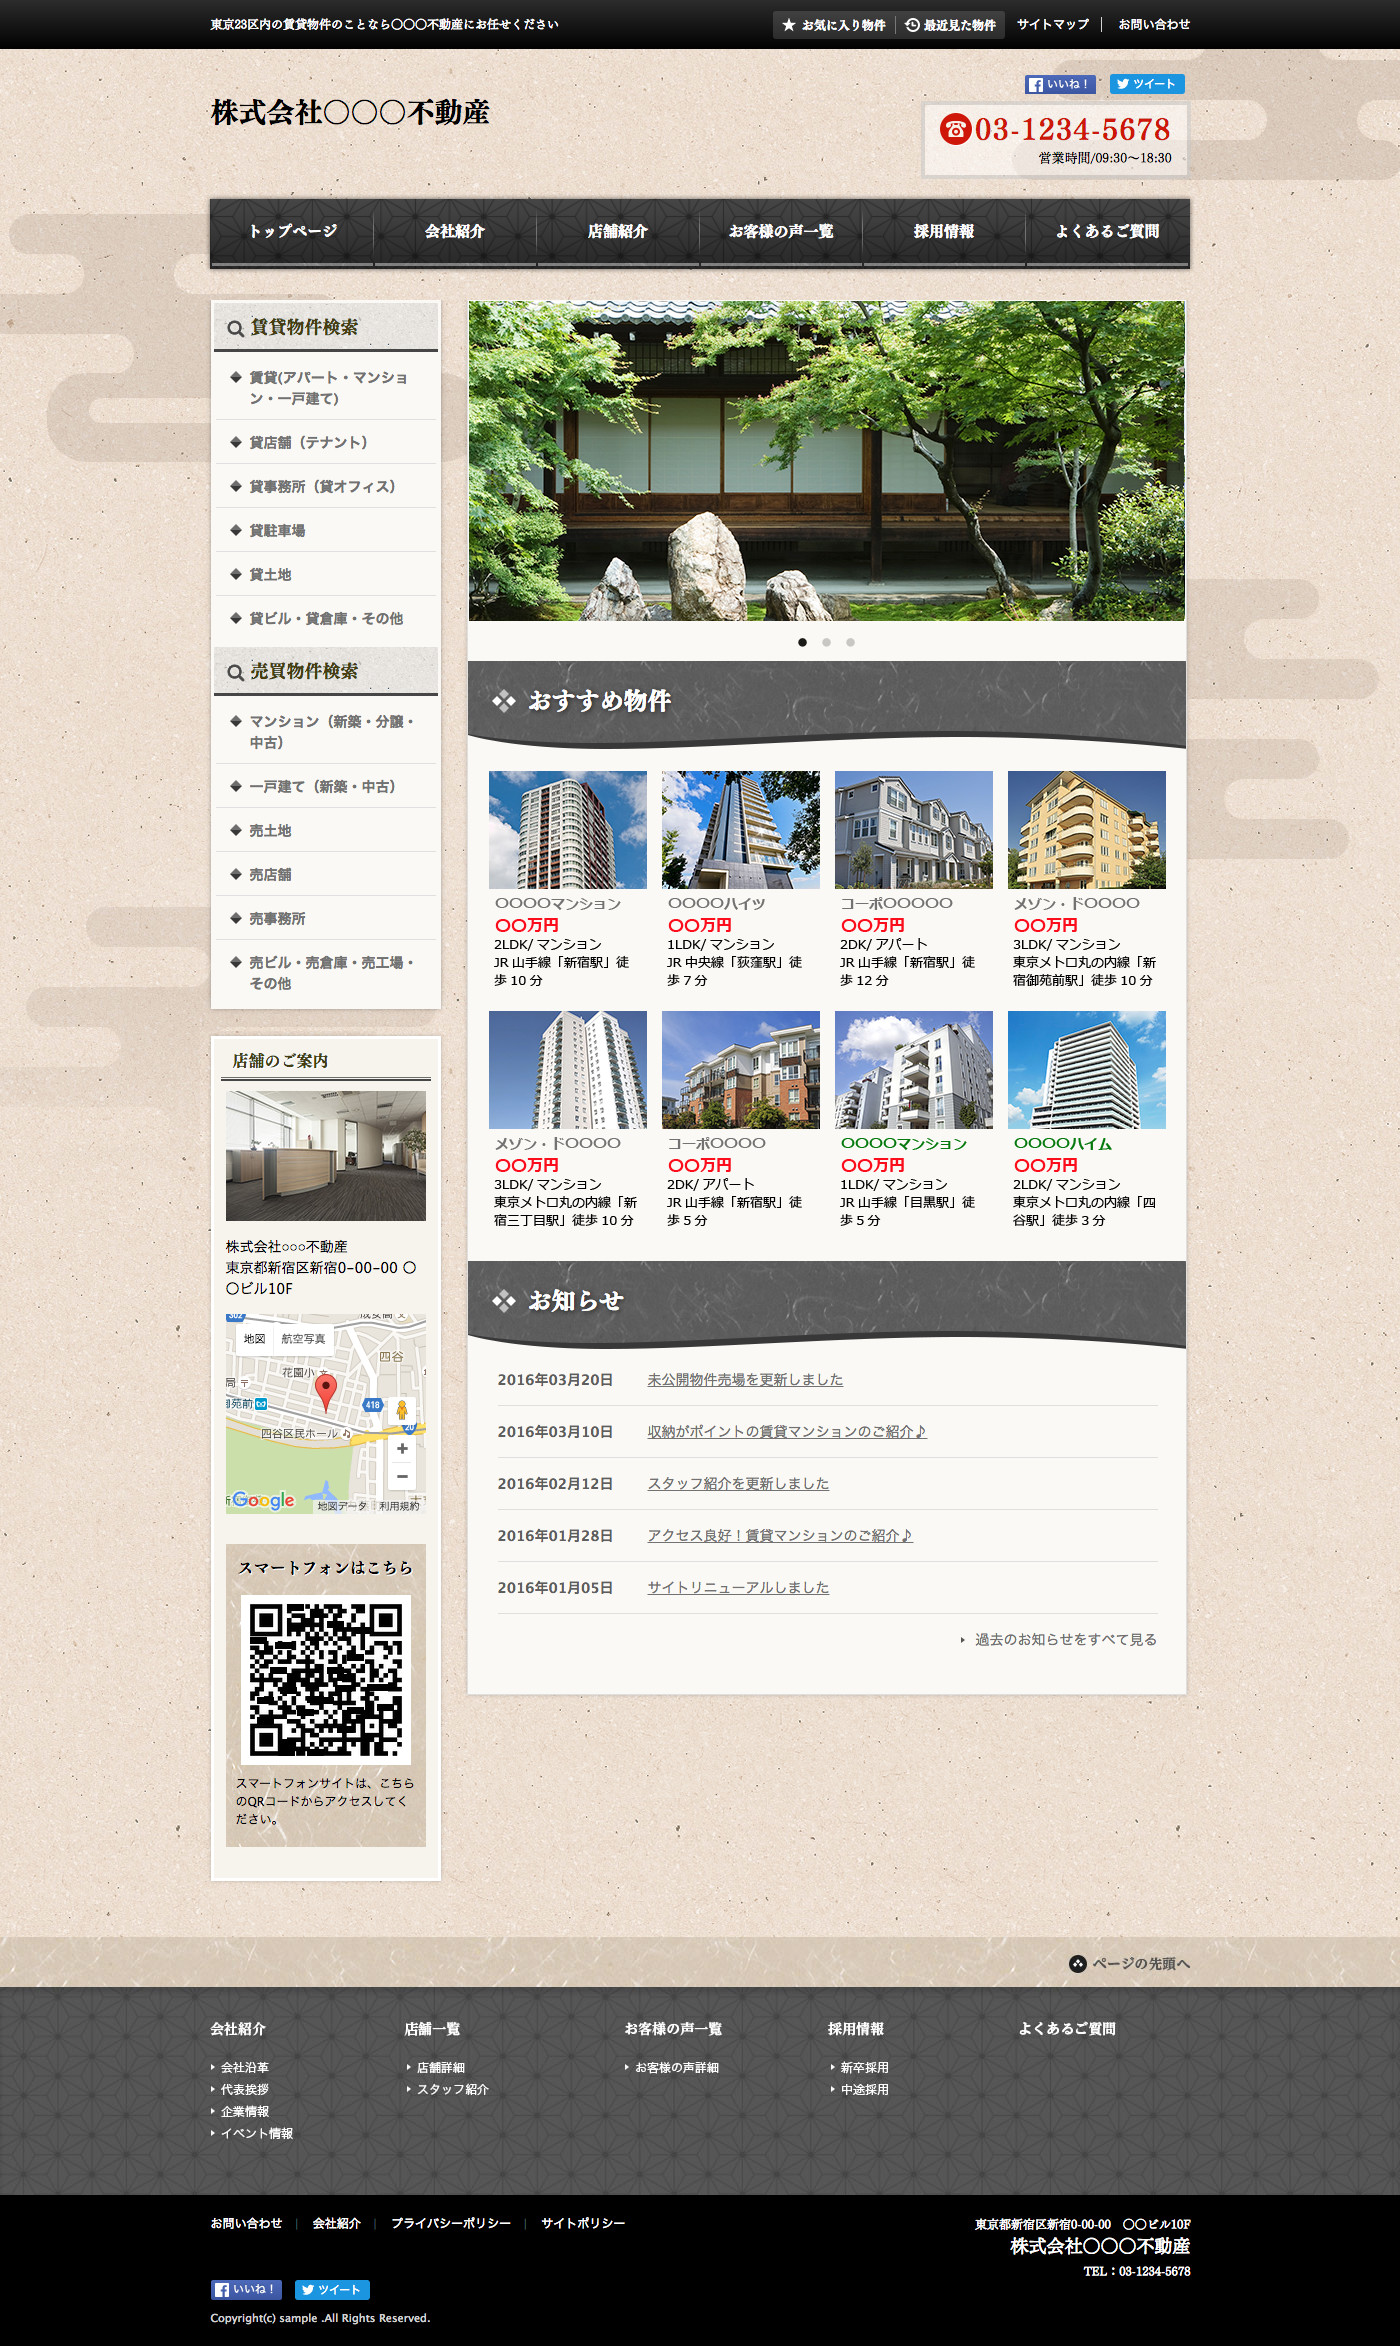 東京23区内の賃貸物件のことなら〇〇〇不動産にお任せください
お気に入り物件
最近見た物件
サイトマップ
お問い合わせ
いいね！
ツイート
株式会社〇〇〇不動産
03-1234-5678
営業時間/09:30〜18:30
トップページ
会社紹介
店舗紹介
お客様の声一覧
採用情報
よくあるご質問
賃貸物件検索
賃貸(アパート・マンショ
ン・一戸建て)
貸店舗（テナント）
貸事務所（貸オフィス）
貸駐車場
貸土地
貸ビル・貸倉庫・その他
売買物件検索
マンション（新築・分譲・
中古）
一戸建て（新築・中古）
売土地
売店舗
売事務所
売ビル・売倉庫・売工場・
その他
店舗のご案内
株式会社○○○不動産
東京都新宿区新宿0-00-00 〇
〇ビル10F
地図
航空写真
四谷
花園小
局
御苑前
418
20
四谷区民ホール
+
−
Google
地図データ
利用規約
スマートフォンはこちら
スマートフォンサイトは、こちら
のQRコードからアクセスしてく
ださい。
おすすめ物件
〇〇〇〇マンション
〇〇万円
2LDK/ マンション
JR 山手線「新宿駅」徒
歩 10 分
〇〇〇〇ハイツ
〇〇万円
1LDK/ マンション
JR 中央線「荻窪駅」徒
歩 7 分
コーポ〇〇〇〇〇
〇〇万円
2DK/ アパート
JR 山手線「新宿駅」徒
歩 12 分
メゾン・ド〇〇〇〇
〇〇万円
3LDK/ マンション
東京メトロ丸の内線「新
宿御苑前駅」徒歩 10 分
メゾン・ド〇〇〇〇
〇〇万円
3LDK/ マンション
東京メトロ丸の内線「新
宿三丁目駅」徒歩 10 分
コーポ〇〇〇〇
〇〇万円
2DK/ アパート
JR 山手線「新宿駅」徒
歩 5 分
〇〇〇〇マンション
〇〇万円
1LDK/ マンション
JR 山手線「目黒駅」徒
歩 5 分
〇〇〇〇ハイム
〇〇万円
2LDK/ マンション
東京メトロ丸の内線「四
谷駅」徒歩 3 分
お知らせ
2016年03月20日 未公開物件売場を更新しました
2016年03月10日 収納がポイントの賃貸マンションのご紹介♪
2016年02月12日 スタッフ紹介を更新しました
2016年01月28日 アクセス良好！賃貸マンションのご紹介♪
2016年01月05日 サイトリニューアルしました
過去のお知らせをすべて見る
ページの先頭へ
会社紹介
会社沿革
代表挨拶
企業情報
イベント情報
店舗一覧
店舗詳細
スタッフ紹介
お客様の声一覧
お客様の声詳細
採用情報
新卒採用
中途採用
よくあるご質問
お問い合わせ | 会社紹介 | プライバシーポリシー | サイトポリシー
東京都新宿区新宿0-00-00 〇〇ビル10F
株式会社〇〇〇不動産
TEL：03-1234-5678
いいね！
ツイート
Copyright(c) sample .All Rights Reserved.